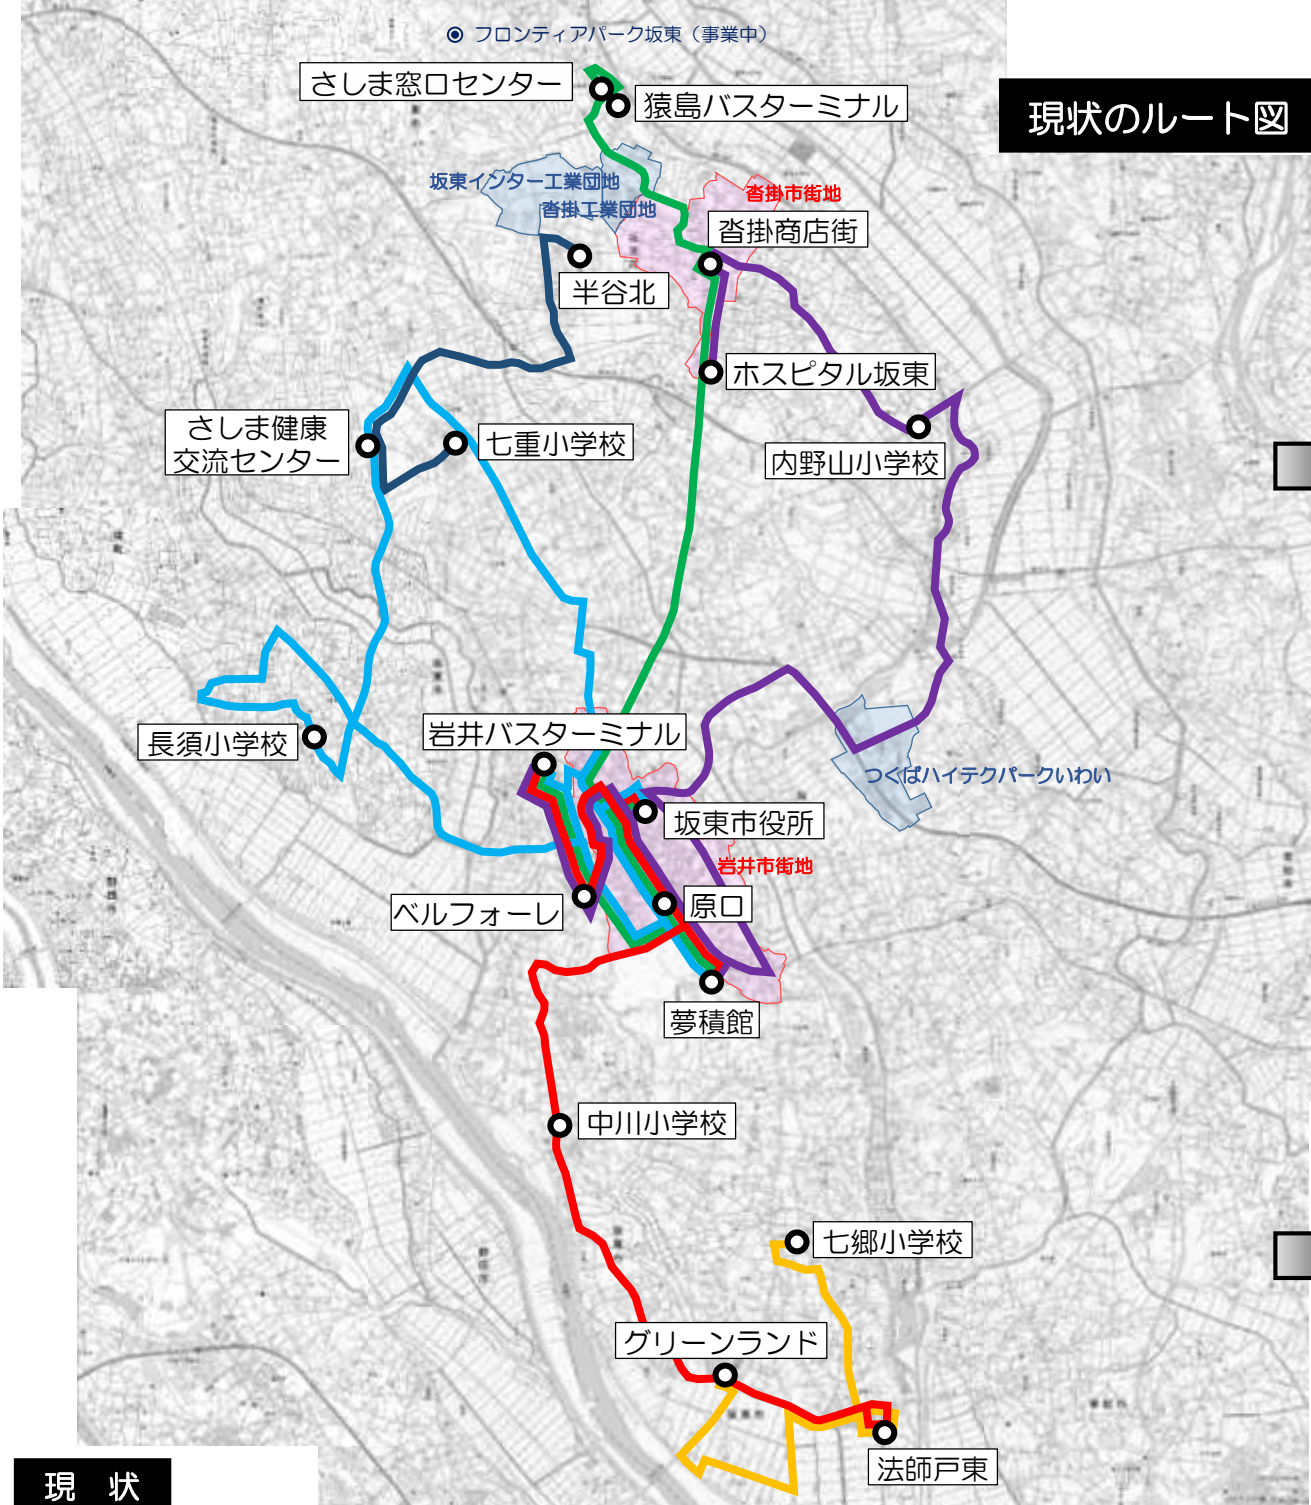 フロンティアパーク坂東（事業中）
さしま窓口センター
猿島バスターミナル
現状のルート図
坂東インター工業団地
沓掛工業団地
沓掛市街地
沓掛商店街
半谷北
ホスピタル坂東
さしま健康
交流センター
七重小学校
内野山小学校
長須小学校
岩井バスターミナル
つくばハイテクパークいわい
坂東市役所
岩井市街地
ベルフォーレ
原口
夢積館
中川小学校
七郷小学校
グリーンランド
法師戸東
現 状